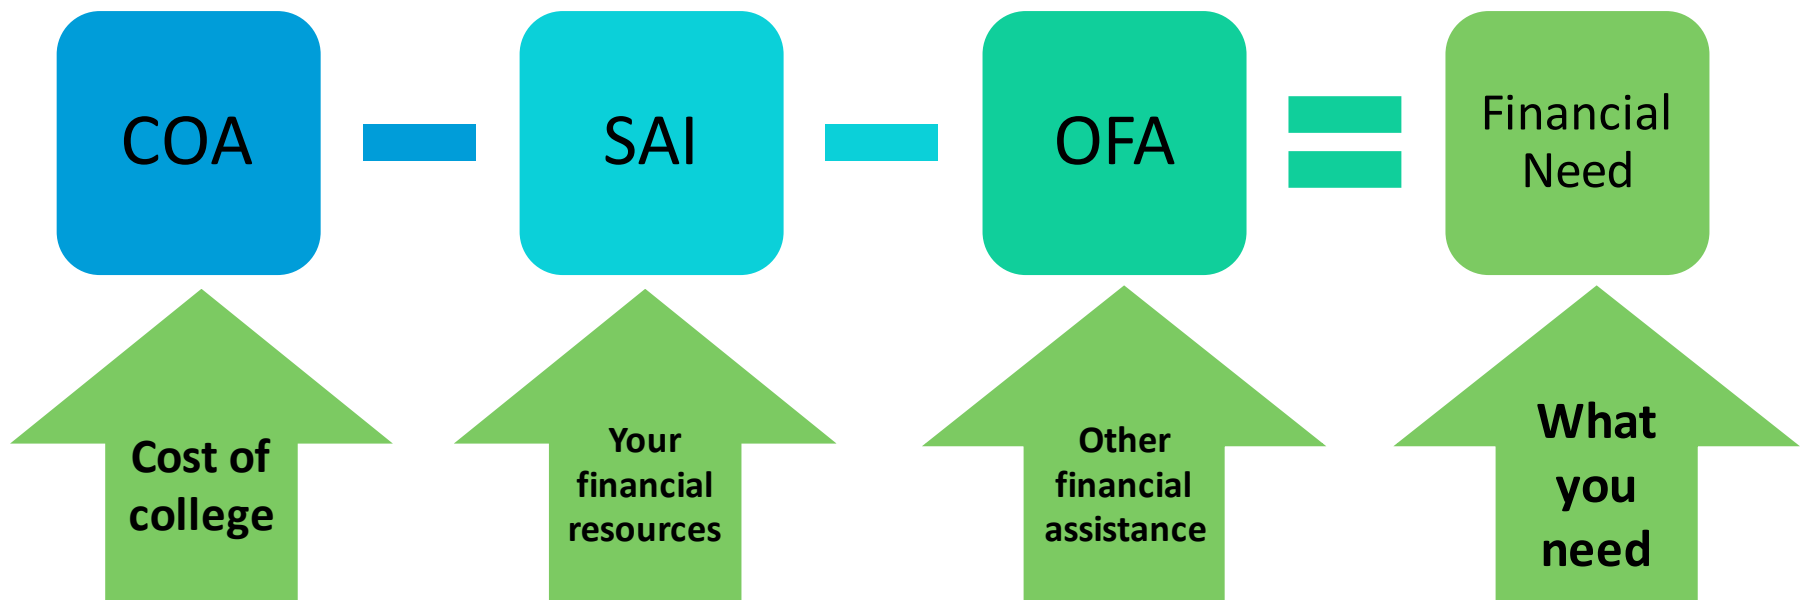 COA
SAI
OFA
Financial
Need
Cost of
college
Your
financial
resources
Other
financial
assistance
What
you
need